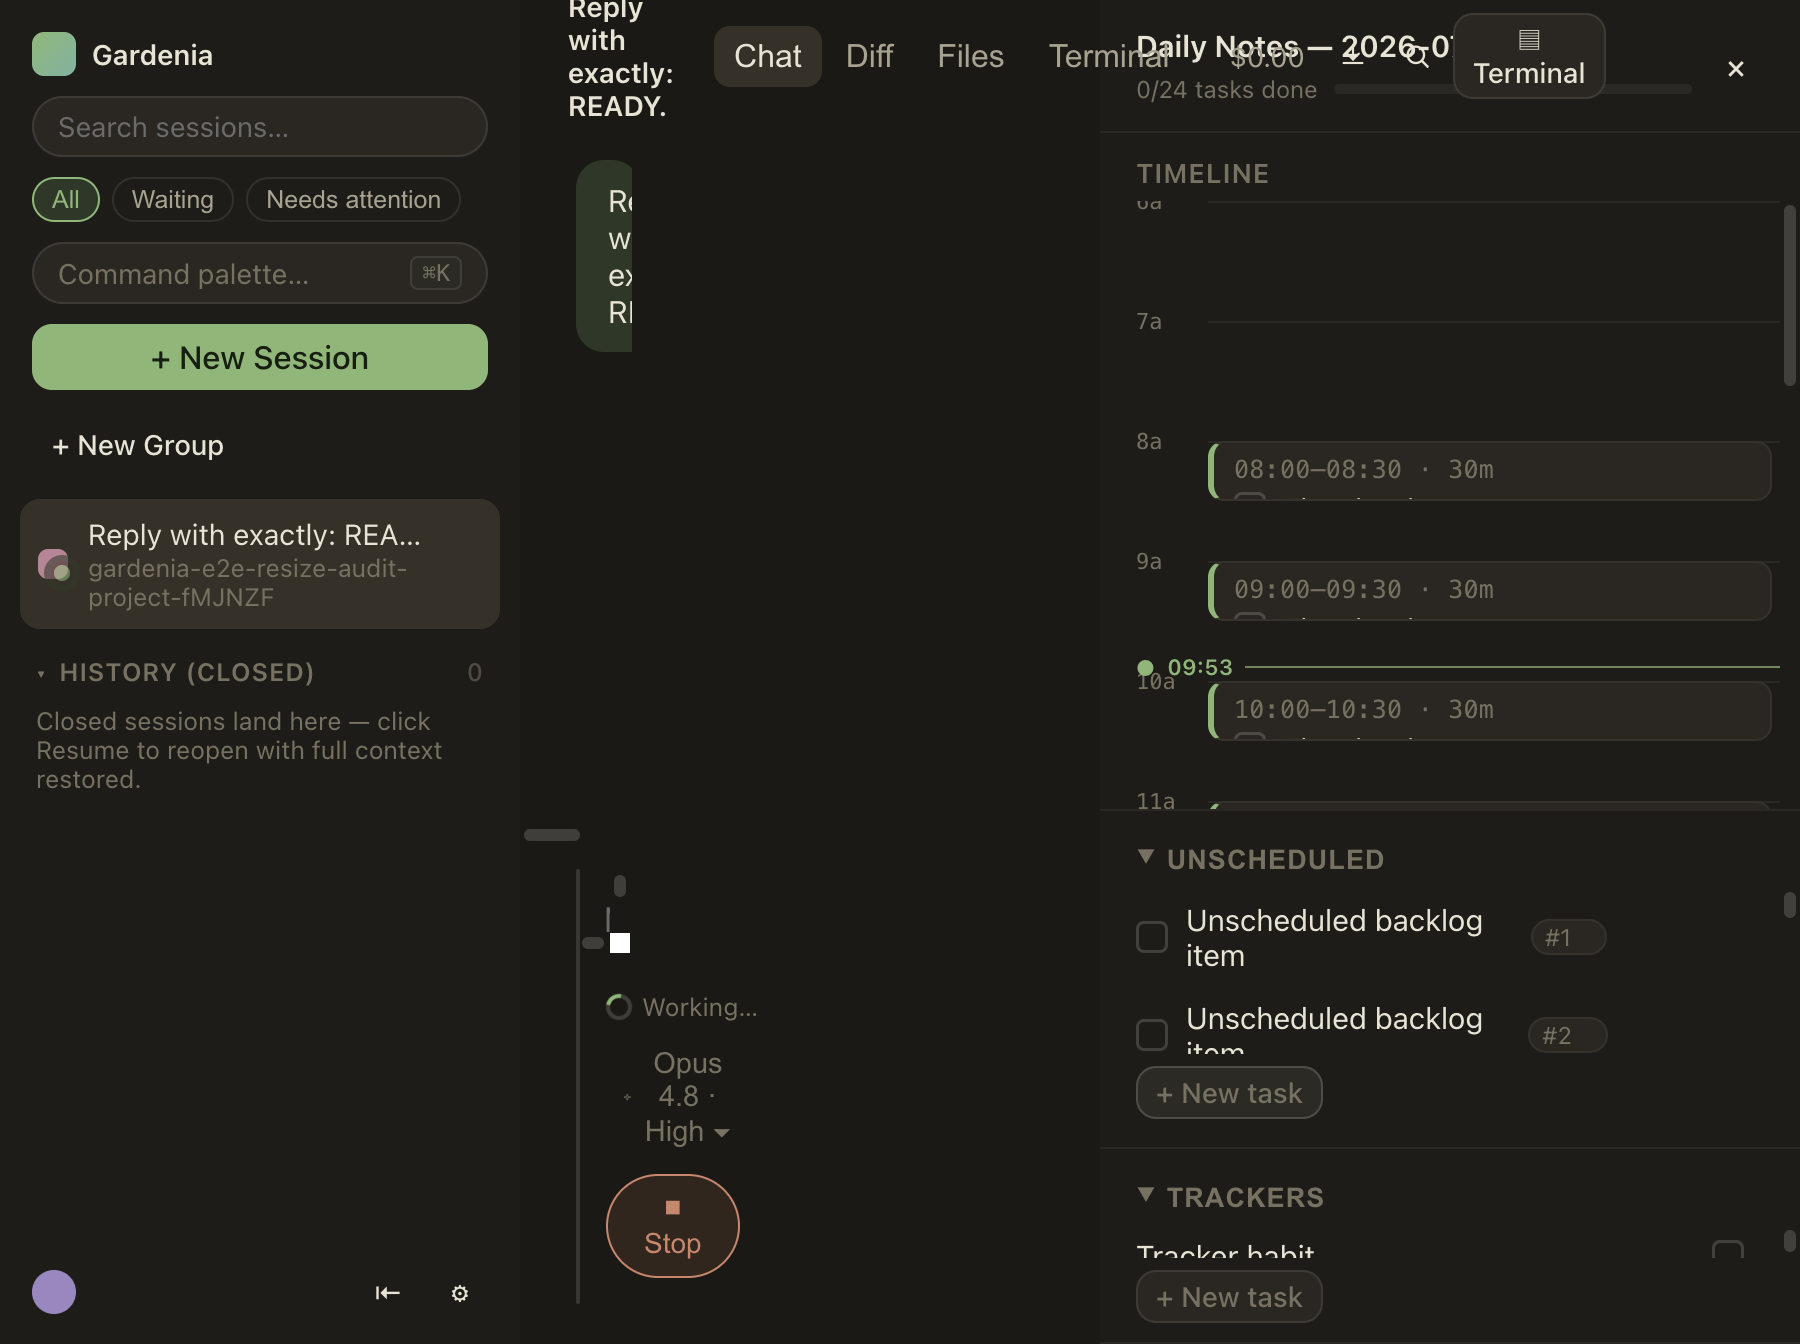 Gardenia
Search sessions...
All
Waiting
Needs attention
Command palette...
⌘K
+ New Session
+ New Group
Reply with exactly: REA...
gardenia-e2e-resize-audit-
project-fMJNZF
HISTORY (CLOSED)
0
Closed sessions land here — click
Resume to reopen with full context
restored.
Reply
with
exactly:
READY.
Chat
Diff
Files
Terminal
$0.00
Terminal
Working...
Opus
4.8 ·
High
Stop
Daily Notes — 2026-0
0/24 tasks done
×
TIMELINE
6a
7a
8a
08:00–08:30 · 30m
9a
09:00–09:30 · 30m
09:53
10a
10:00–10:30 · 30m
11a
UNSCHEDULED
Unscheduled backlog
item
#1
Unscheduled backlog
item
#2
+ New task
TRACKERS
Tracker habit
+ New task